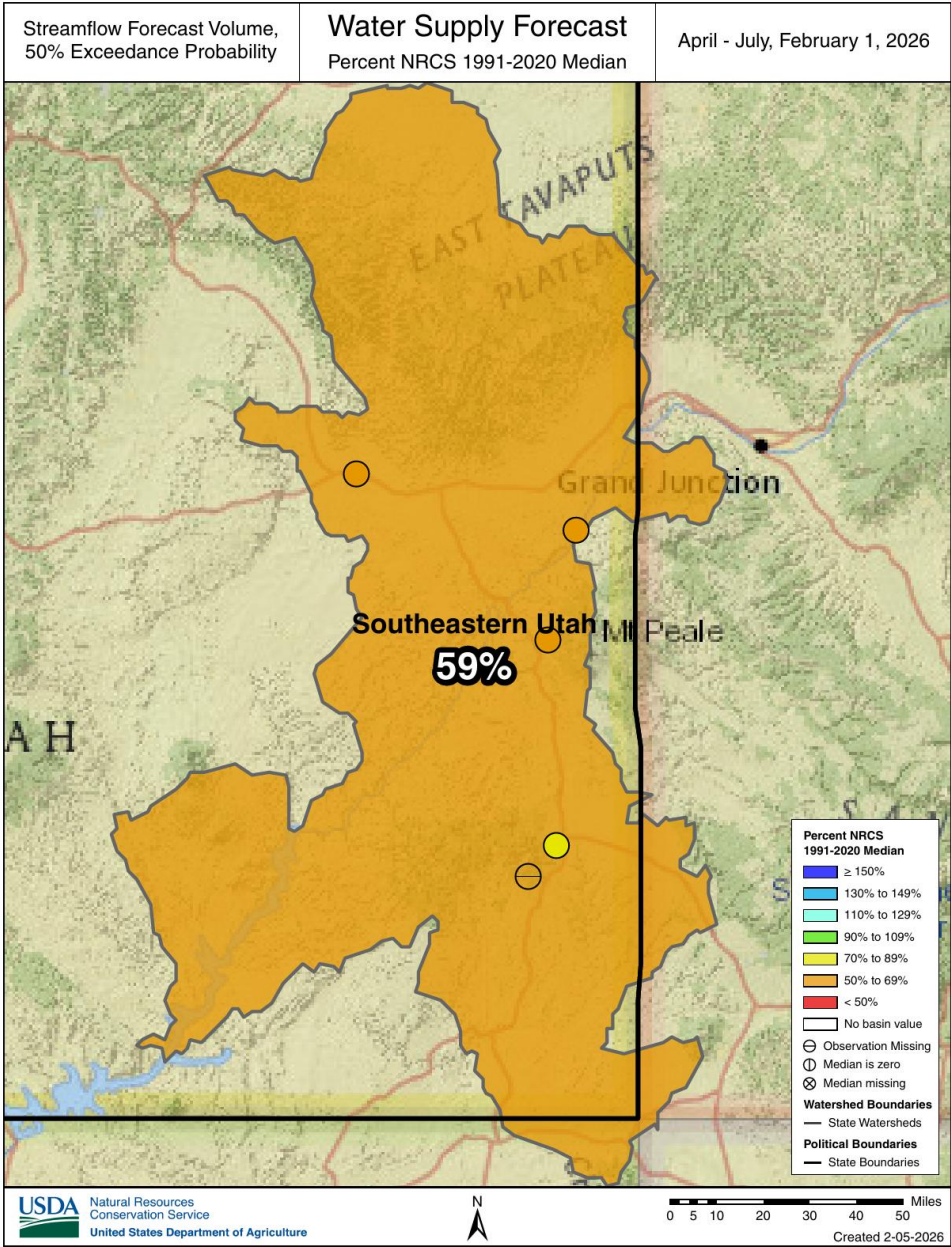 Streamflow Forecast Volume,
50% Exceedance Probability
Water Supply Forecast
Percent NRCS 1991-2020 Median
April - July, February 1, 2026
EAST TAVAPUTS
PLATEAU
Grand Junction
Southeastern Utah
Mt Peale
59%
AH
Percent NRCS
1991-2020 Median
≥ 150%
130% to 149%
110% to 129%
90% to 109%
70% to 89%
50% to 69%
< 50%
No basin value
Observation Missing
Median is zero
Median missing
Watershed Boundaries
State Watersheds
Political Boundaries
State Boundaries
USDA
Natural Resources
Conservation Service
United States Department of Agriculture
N
Miles
0 5 10 20 30 40 50
Created 2-05-2026